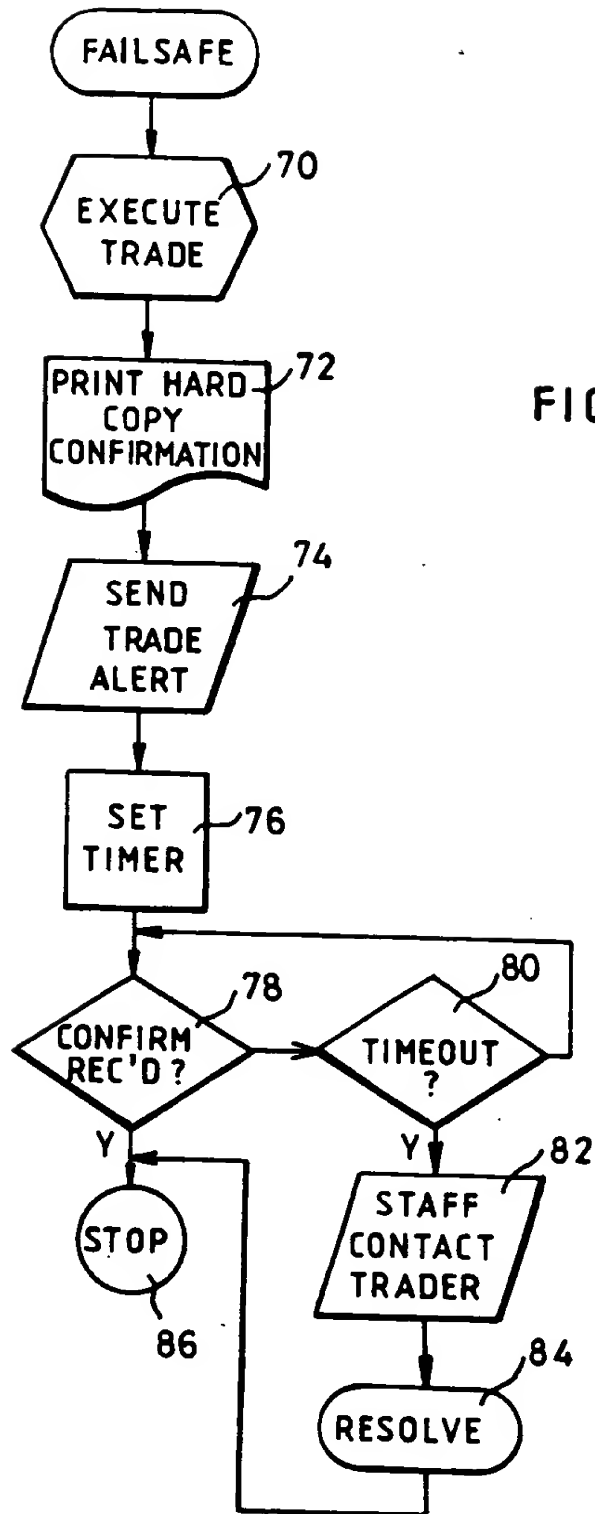 FAILSAFE
70
EXECUTE
TRADE
72
PRINT HARD
COPY
CONFIRMATION
FIG
74
SEND
TRADE
ALERT
SET
TIMER
76
78
CONFIRM
REC'D ?
80
TIMEOUT
?
Y
Y
82
STAFF
CONTACT
TRADER
STOP
86
84
RESOLVE